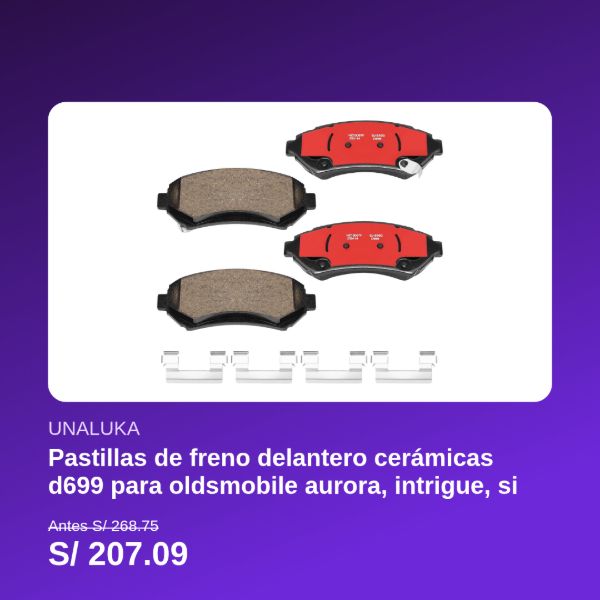 UNALUKA
Pastillas de freno delantero cerámicas
d699 para oldsmobile aurora, intrigue, si
Antes S/ 268.75
S/ 207.09